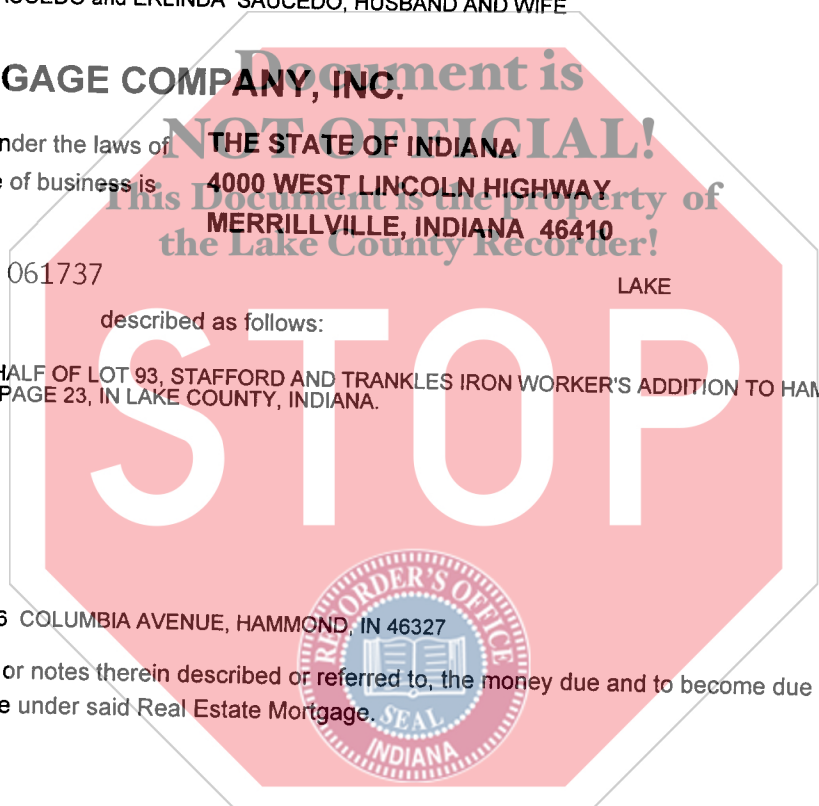 and ERLINDA SAUCEDO, HUSBAND AND WIFE
GAGE COMPANY, INC.
Document is
NOT OFFICIAL!
This Document is the property of
the Lake County Recorder!
nder the laws of THE STATE OF INDIANA
e of business is 4000 WEST LINCOLN HIGHWAY
MERRILLVILLE, INDIANA 46410
061737
LAKE
described as follows:
HALF OF LOT 93, STAFFORD AND TRANKLES IRON WORKER'S ADDITION TO HAM
PAGE 23, IN LAKE COUNTY, INDIANA.
STOP
6 COLUMBIA AVENUE, HAMMOND, IN 46327
or notes therein described or referred to, the money due and to become due
e under said Real Estate Mortgage.
RECORDER'S OFFICE
SEAL
INDIANA